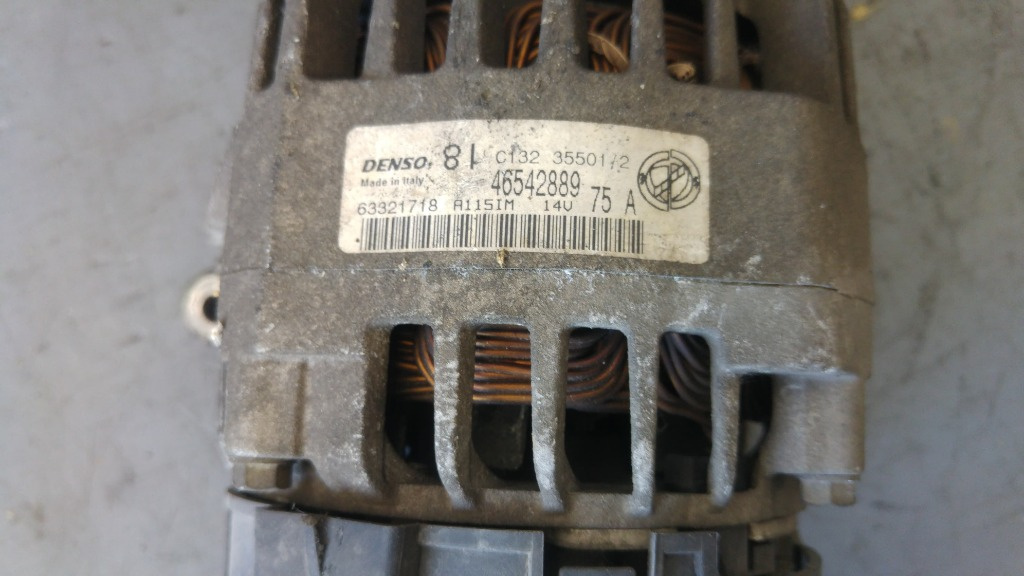 DENSO. 81 C132 35501/2
Made in Italy 46542889 75 A
63321718 A115IM 14V